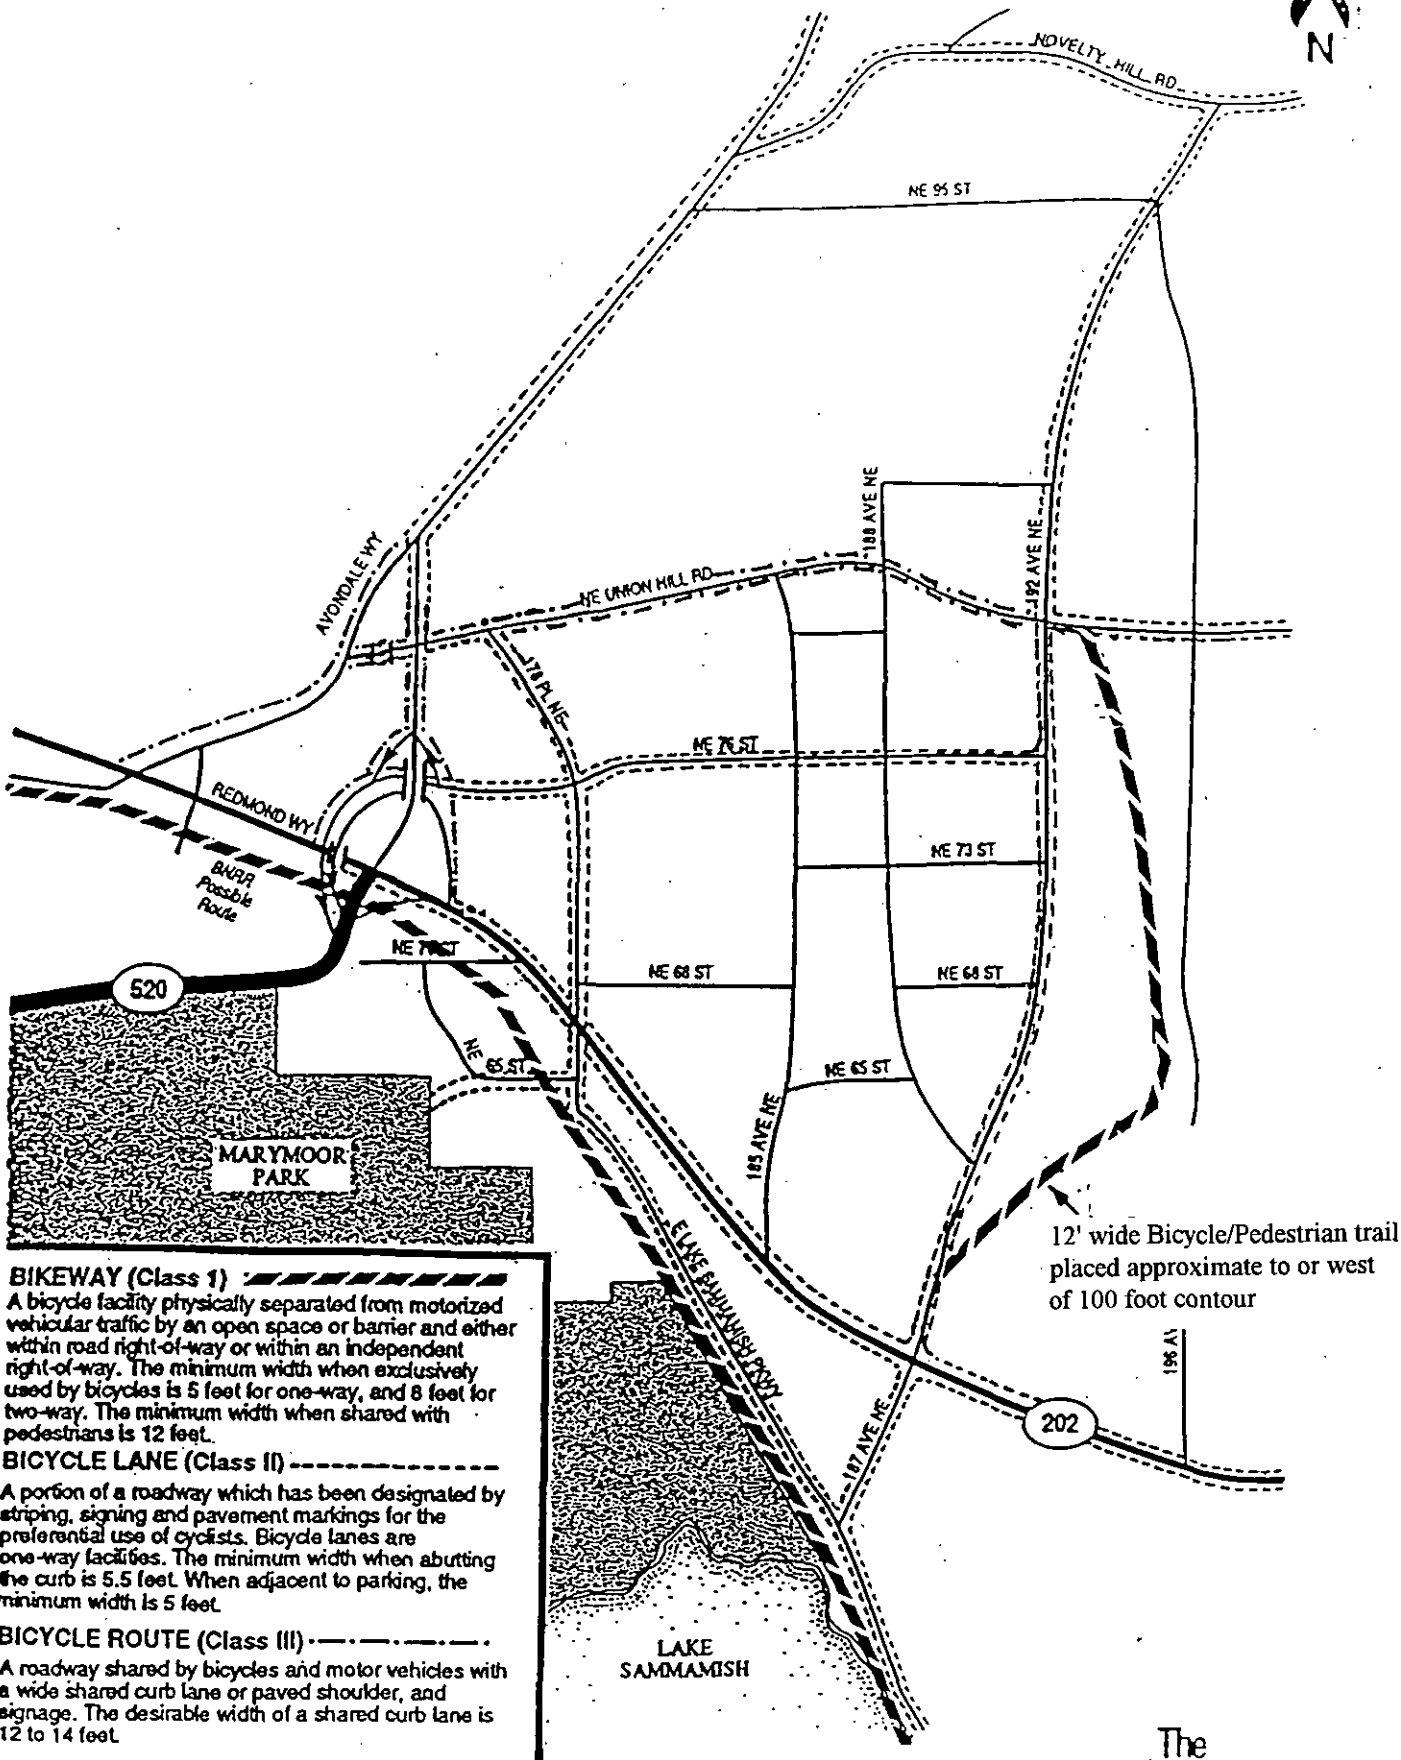 N
NOVELTY HILL RD
NE 95 ST
188 AVE NE
192 AVE NE
AVONDALE WY
NE UNION HILL RD
178 PL NE
NE 76 ST
REDMOND WY
NE 73 ST
BNRR
Possible
Route
NE 70 ST
NE 68 ST
NE 68 ST
520
NE 65 ST
NE 65 ST
185 AVE NE
MARYMOOR
PARK
E LAKE SAMMAMISH PKWY
12' wide Bicycle/Pedestrian trail
placed approximate to or west
of 100 foot contour
196 AV
187 AVE NE
202
BIKEWAY (Class 1)
A bicycle facility physically separated from motorized
vehicular traffic by an open space or barrier and either
within road right-of-way or within an independent
right-of-way. The minimum width when exclusively
used by bicycles is 5 feet for one-way, and 8 feet for
two-way. The minimum width when shared with
pedestrians is 12 feet.
BICYCLE LANE (Class II)
A portion of a roadway which has been designated by
striping, signing and pavement markings for the
preferential use of cyclists. Bicycle lanes are
one-way facilities. The minimum width when abutting
the curb is 5.5 feet. When adjacent to parking, the
minimum width is 5 feet.
BICYCLE ROUTE (Class III)
A roadway shared by bicycles and motor vehicles with
a wide shared curb lane or paved shoulder, and
signage. The desirable width of a shared curb lane is
12 to 14 feet.
LAKE
SAMMAMISH
The